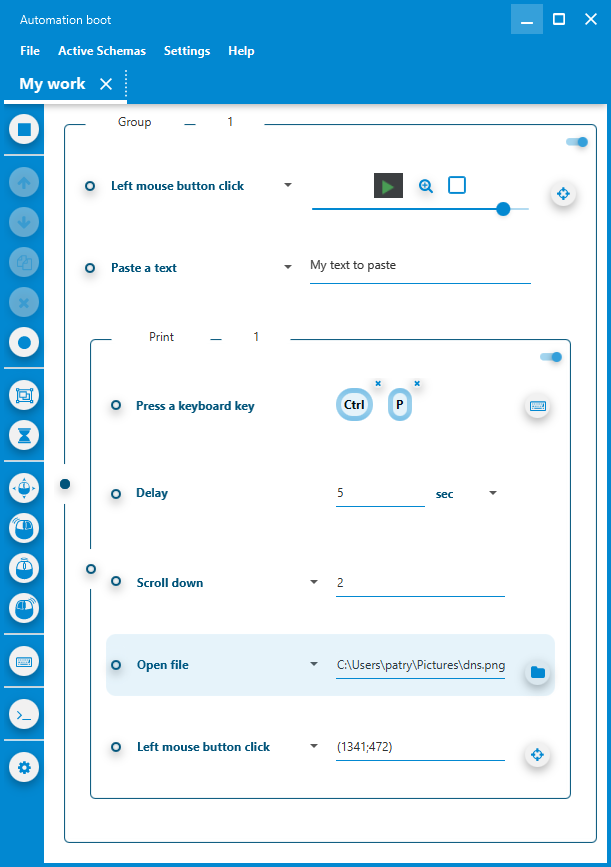 Automation boot
File Active Schemas Settings Help
My work
Group 1
Left mouse button click
Paste a text My text to paste
Print 1
Press a keyboard key Ctrl P
Delay 5 sec
Scroll down 2
Open file C:\Users\patry\Pictures\dns.png
Left mouse button click (1341;472)